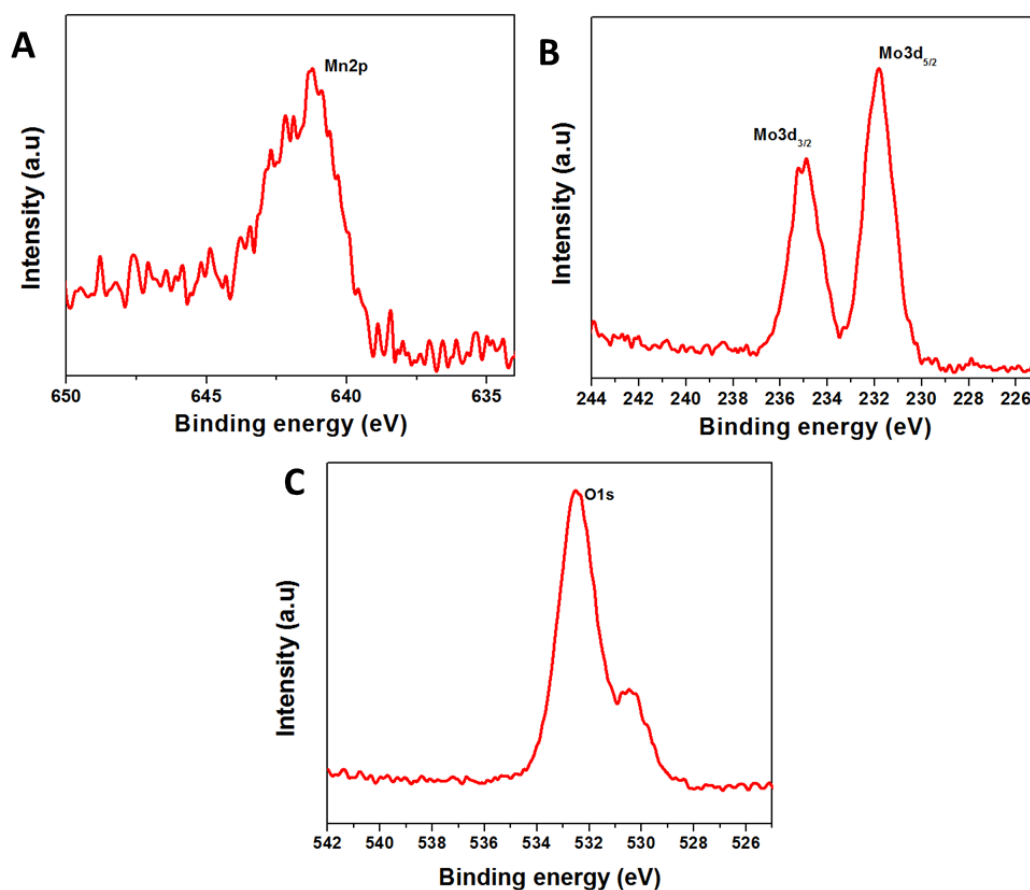 A
Mn2p
Intensity (a.u)
650 645 640 635
Binding energy (eV)
B
Mo3d5/2
Mo3d3/2
Intensity (a.u)
244 242 240 238 236 234 232 230 228 226
Binding energy (eV)
C
O1s
Intensity (a.u)
542 540 538 536 534 532 530 528 526
Binding energy (eV)